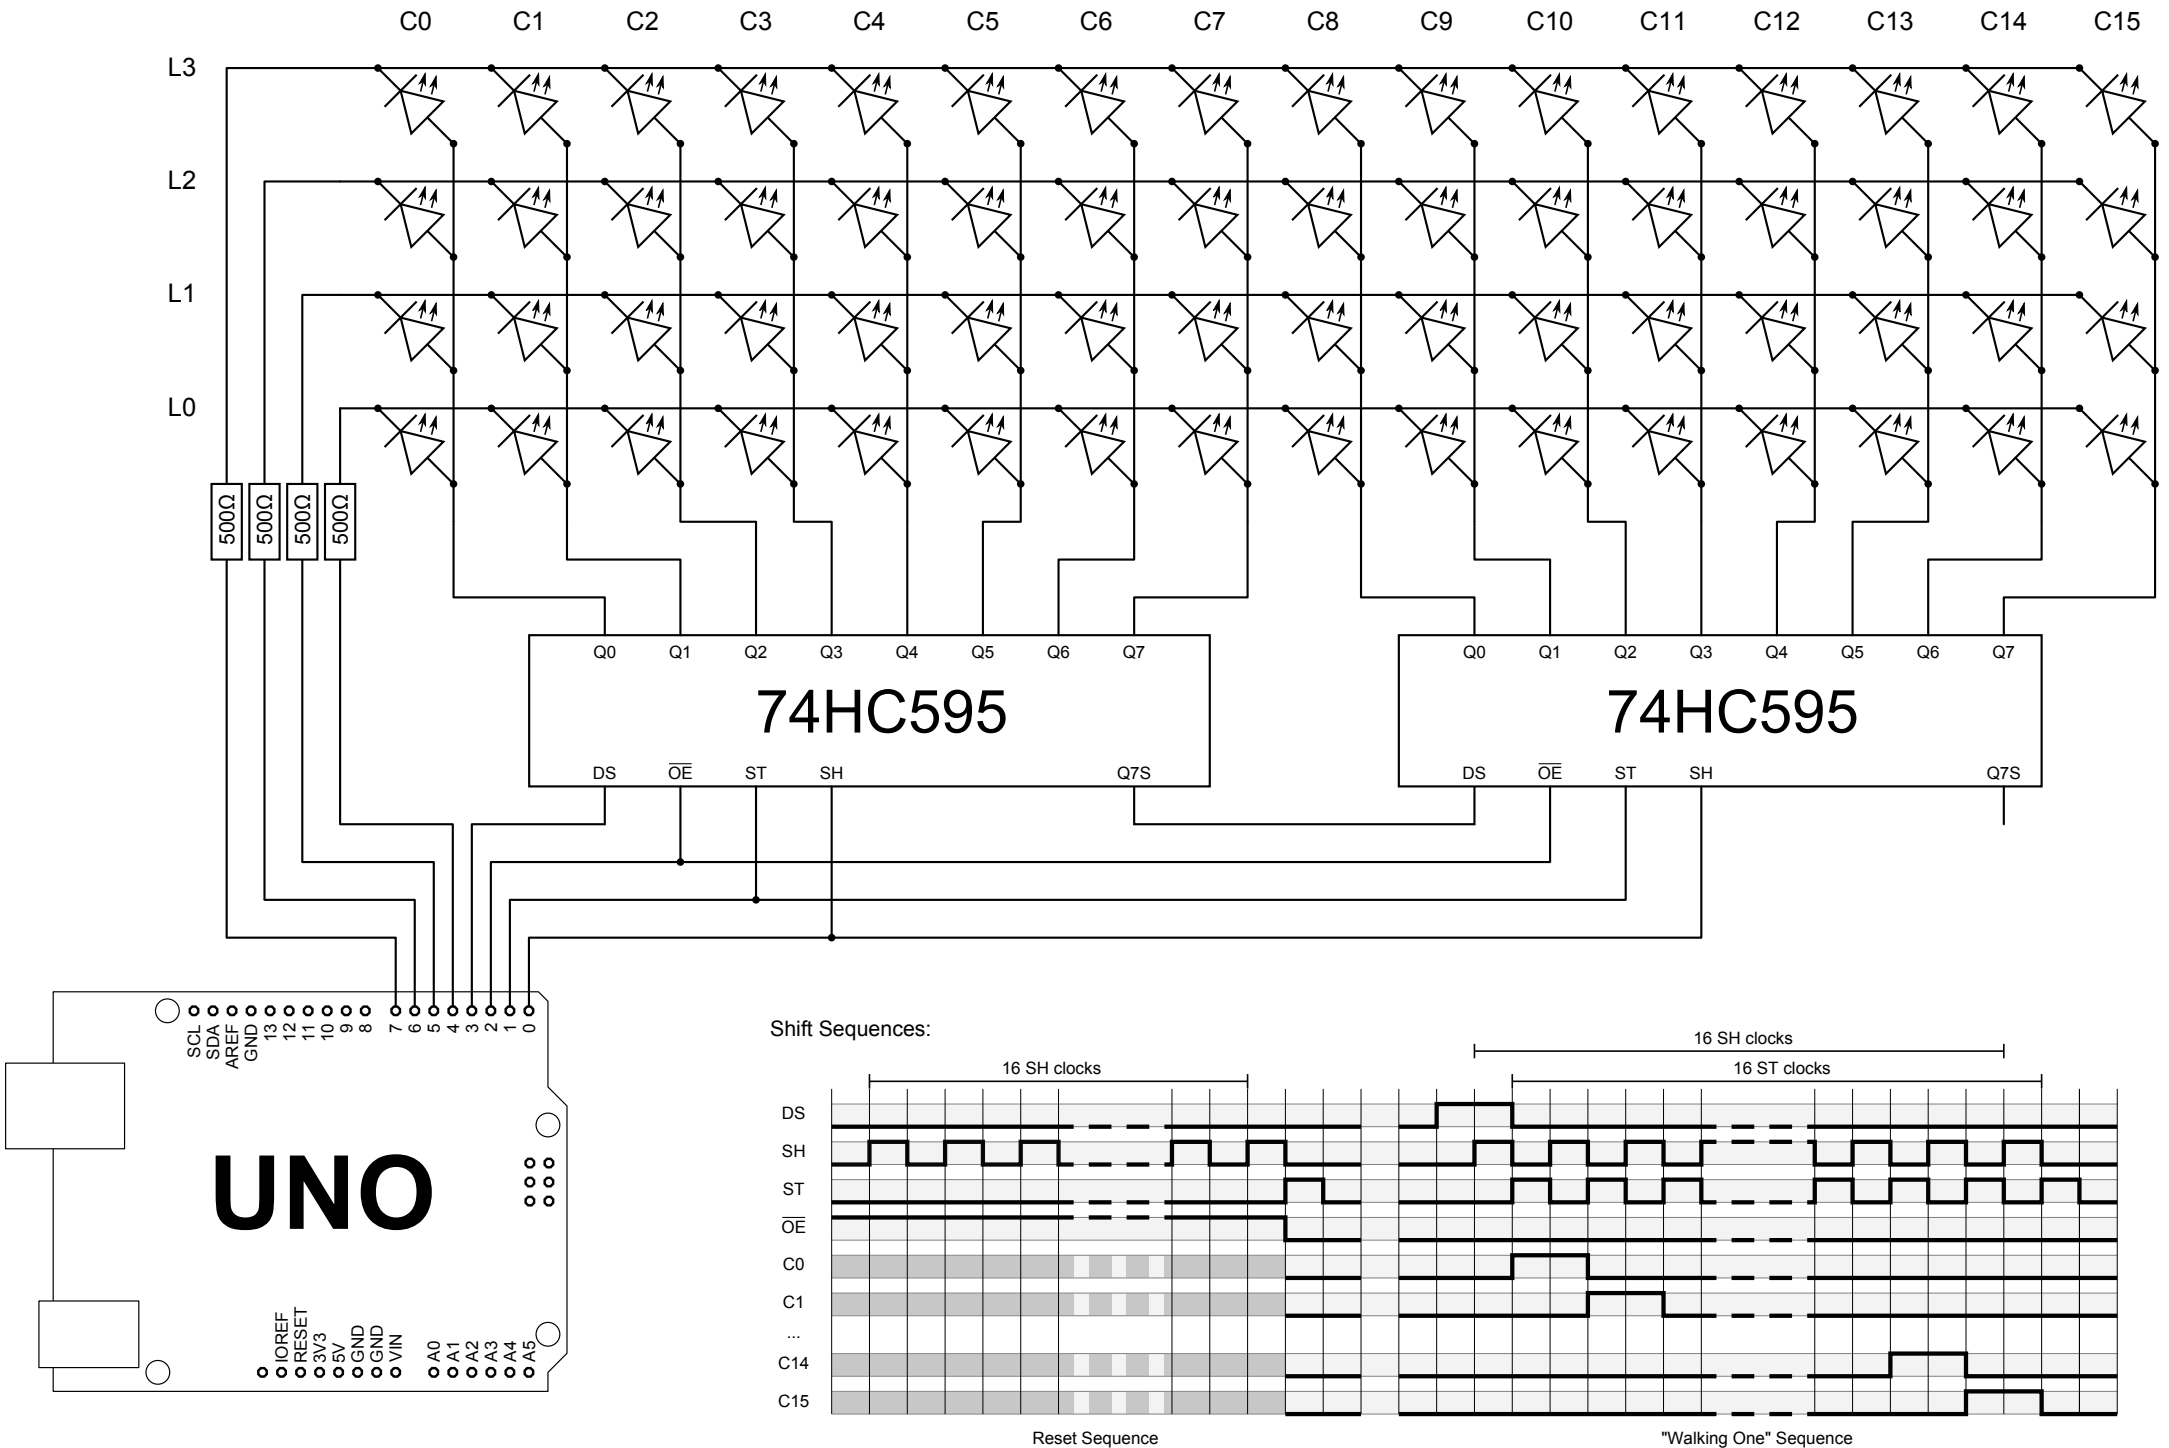 C0 C1 C2 C3 C4 C5 C6 C7 C8 C9 C10 C11 C12 C13 C14 C15
L3
L2
L1
L0
500Ω 500Ω 500Ω 500Ω
Q0 Q1 Q2 Q3 Q4 Q5 Q6 Q7
74HC595
DS OE ST SH Q7S
Q0 Q1 Q2 Q3 Q4 Q5 Q6 Q7
74HC595
DS OE ST SH Q7S
SCL SDA AREF GND 13 12 11 10 9 8 7 6 5 4 3 2 1 0
UNO
IOREF RESET 3V3 5V GND GND VIN A0 A1 A2 A3 A4 A5
Shift Sequences:
16 SH clocks
16 SH clocks
16 ST clocks
DS
SH
ST
OE
C0
C1
...
C14
C15
Reset Sequence
"Walking One" Sequence